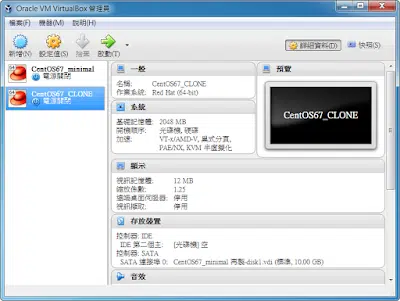 Oracle VM VirtualBox 管理員
檔案(F) 機器(M) 說明(H)
新增(N) 設定值(S) 捨棄 啟動(T)
詳細資料(D) 快照(S)
CentOS67_minimal
電源關閉
CentOS67_CLONE
電源關閉
一般
名稱: CentOS67_CLONE
作業系統: Red Hat (64-bit)
預覽
CentOS67_CLONE
系統
基礎記憶體: 2048 MB
開機順序: 光碟機, 硬碟
加速: VT-x/AMD-V, 巢式分頁,
PAE/NX, KVM 半虛擬化
顯示
視訊記憶體: 12 MB
縮放係數: 1.25
遠端桌面伺服器: 停用
視訊擷取: 停用
存放裝置
控制器: IDE
IDE 第二個主: [光碟機] 空
控制器: SATA
SATA 連接埠 0: CentOS67_minimal 再製-disk1.vdi (標準, 10.00 GB)
音效